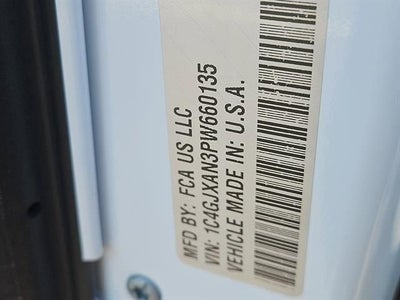 MFD BY: FCA US LLC
VIN: 1C4GJXAN3PW660135
VEHICLE MADE IN: U.S.A.